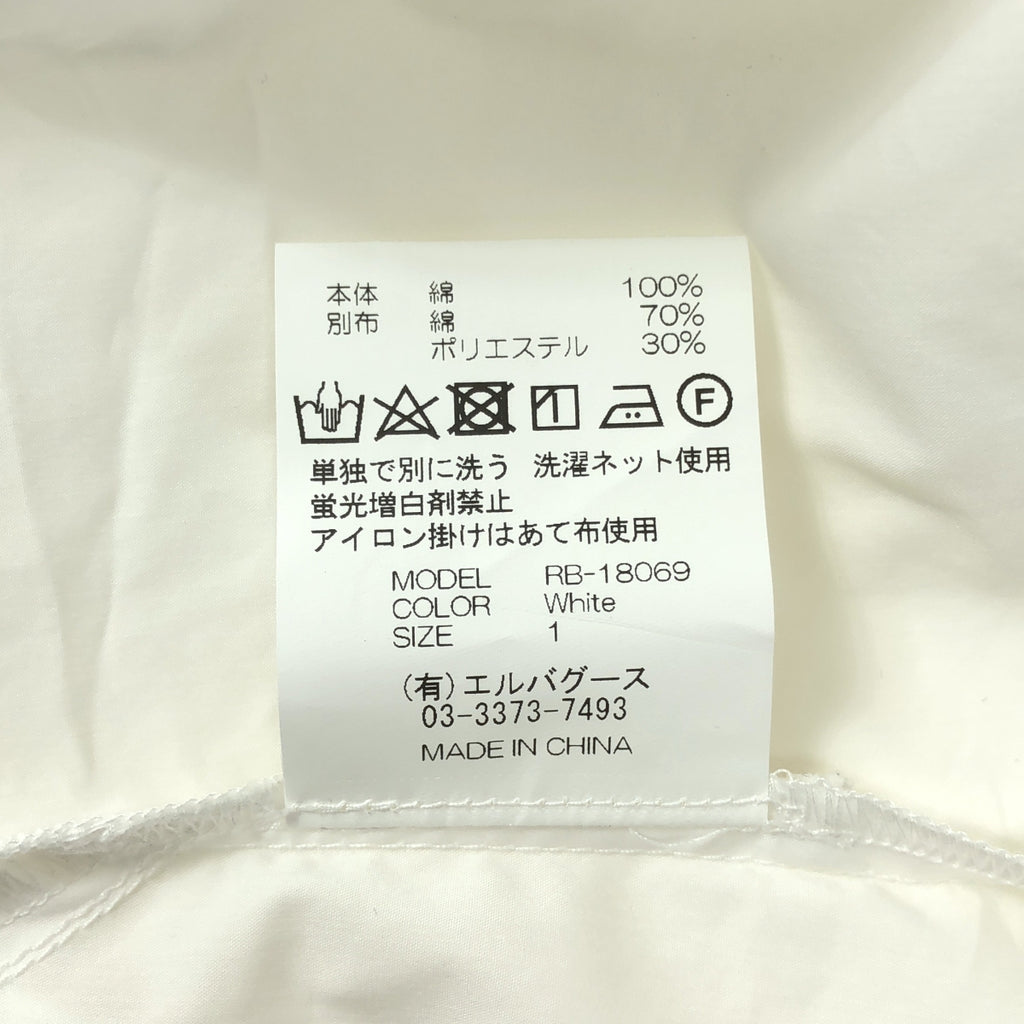 本体 綿 100%
別布 綿 70%
ポリエステル 30%
F
単独で別に洗う 洗濯ネット使用
蛍光増白剤禁止
アイロン掛けはあて布使用
MODEL RB-18069
COLOR White
SIZE 1
(有)エルバグース
03-3373-7493
MADE IN CHINA